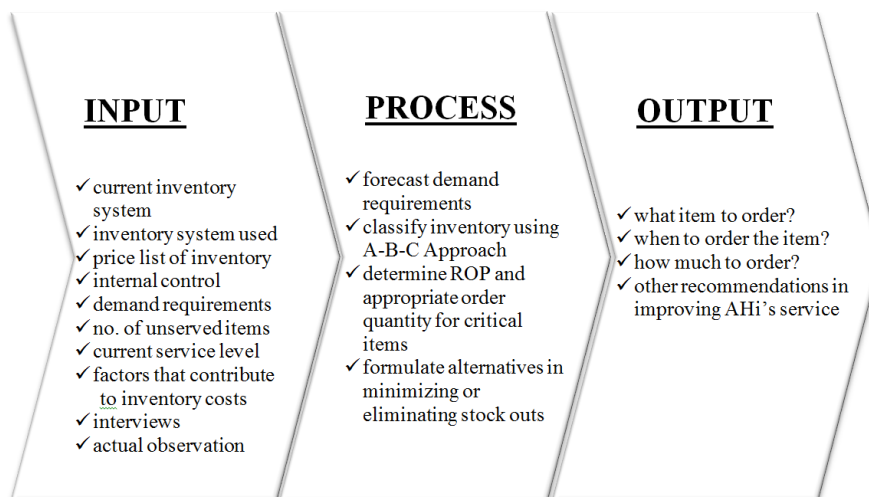 INPUT
✓current inventory
system
✓inventory system used
✓price list of inventory
✓internal control
✓demand requirements
✓no. of unserved items
✓current service level
✓factors that contribute
to inventory costs
✓interviews
✓actual observation
PROCESS
✓forecast demand
requirements
✓classify inventory using
A-B-C Approach
✓determine ROP and
appropriate order
quantity for critical
items
✓formulate alternatives in
minimizing or
eliminating stock outs
OUTPUT
✓what item to order?
✓when to order the item?
✓how much to order?
✓other recommendations in
improving AHi’s service